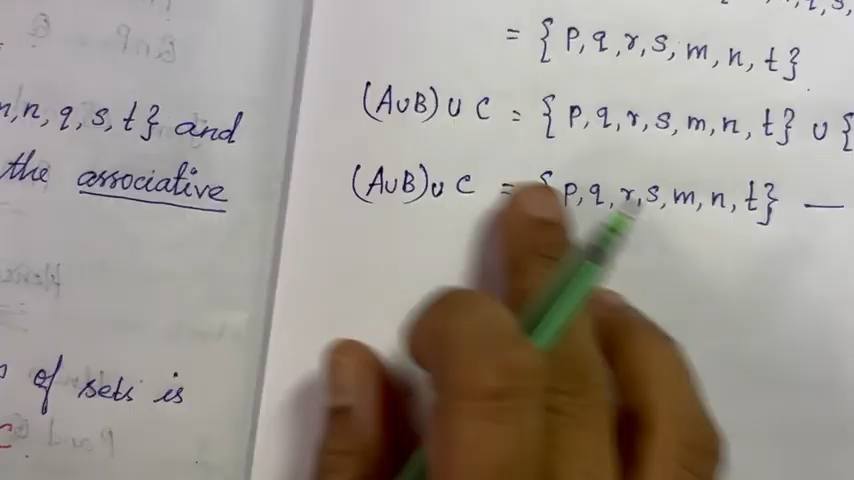 m,n,q,s,t} and
the associative
of sets is
C
q,s,
= {p,q,r,s,m,n,t}
(A∪B)∪C = {p,q,r,s,m,n,t} ∪ {
(A∪B)∪C = {p,q,r,s,m,n,t} —